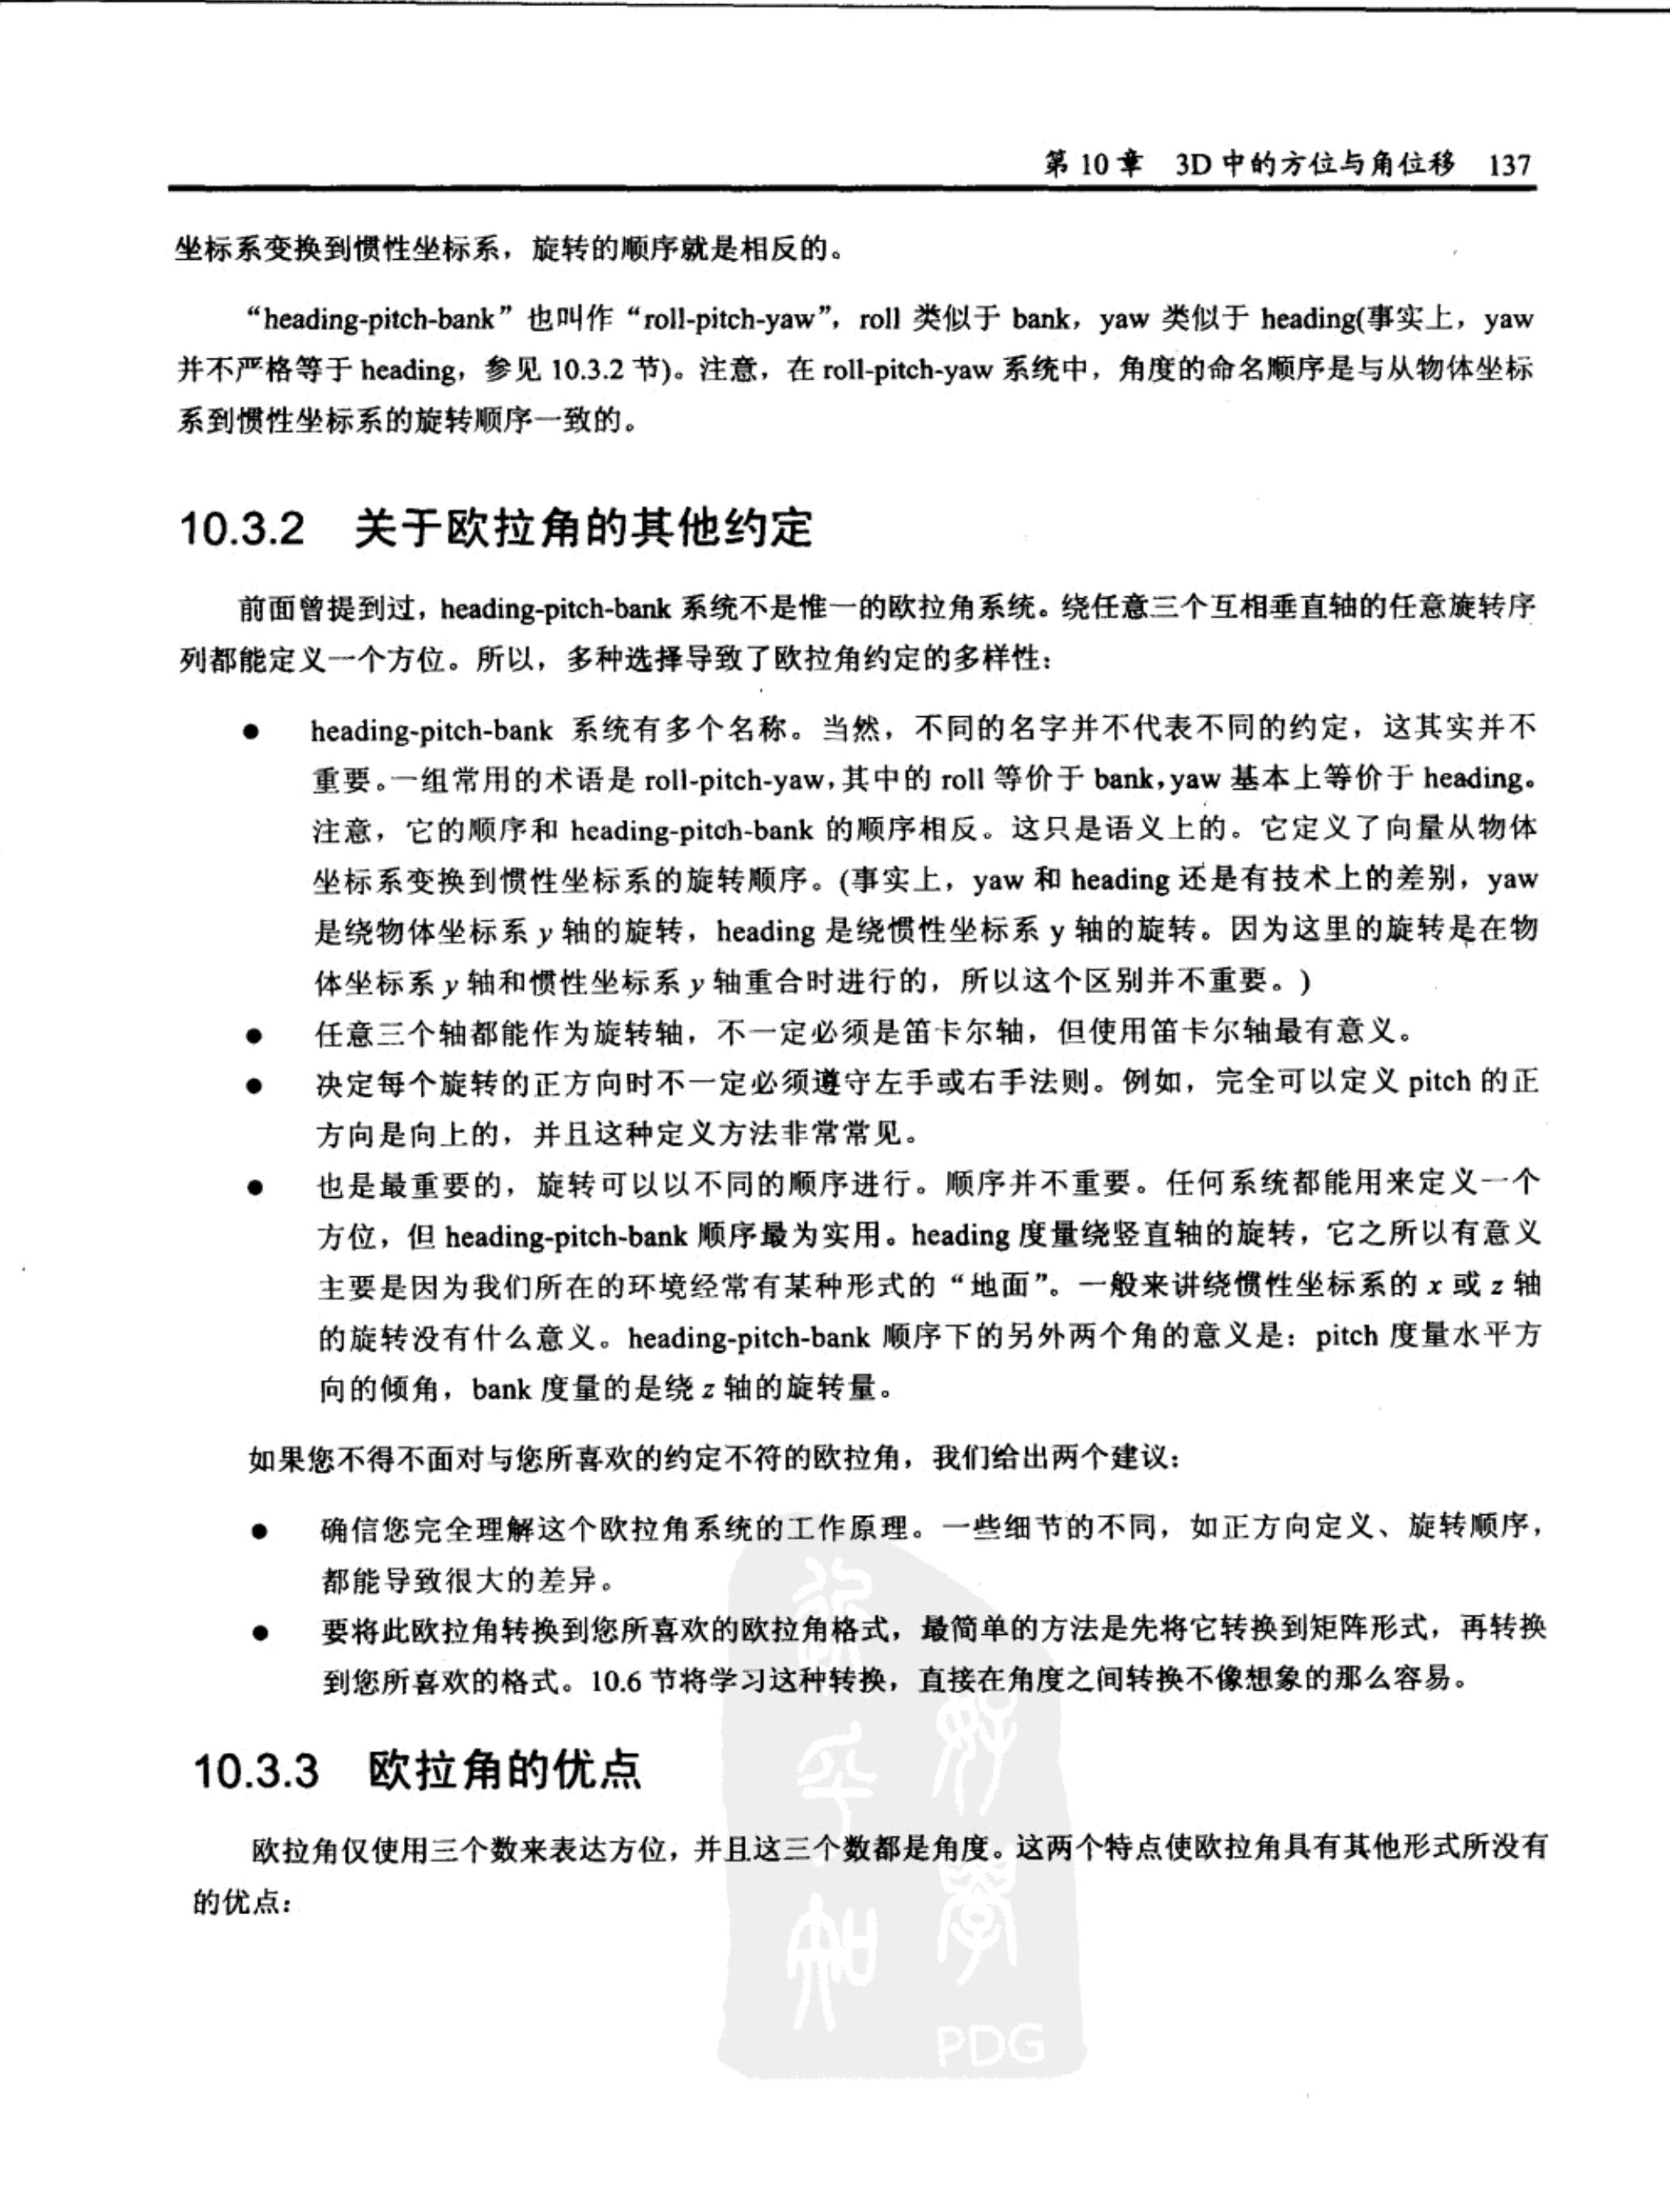 第 10 章 3D 中的方位与角位移 137
坐标系变换到惯性坐标系，旋转的顺序就是相反的。
“heading-pitch-bank”也叫作“roll-pitch-yaw”，roll 类似于 bank，yaw 类似于 heading(事实上，yaw
并不严格等于 heading，参见 10.3.2 节)。注意，在 roll-pitch-yaw 系统中，角度的命名顺序是与从物体坐标
系到惯性坐标系的旋转顺序一致的。
10.3.2 关于欧拉角的其他约定
前面曾提到过，heading-pitch-bank 系统不是惟一的欧拉角系统。绕任意三个互相垂直轴的任意旋转序
列都能定义一个方位。所以，多种选择导致了欧拉角约定的多样性：
● heading-pitch-bank 系统有多个名称。当然，不同的名字并不代表不同的约定，这其实并不
重要。一组常用的术语是 roll-pitch-yaw，其中的 roll 等价于 bank，yaw 基本上等价于 heading。
注意，它的顺序和 heading-pitch-bank 的顺序相反。这只是语义上的。它定义了向量从物体
坐标系变换到惯性坐标系的旋转顺序。(事实上，yaw 和 heading 还是有技术上的差别，yaw
是绕物体坐标系 y 轴的旋转，heading 是绕惯性坐标系 y 轴的旋转。因为这里的旋转是在物
体坐标系 y 轴和惯性坐标系 y 轴重合时进行的，所以这个区别并不重要。)
● 任意三个轴都能作为旋转轴，不一定必须是笛卡尔轴，但使用笛卡尔轴最有意义。
● 决定每个旋转的正方向时不一定必须遵守左手或右手法则。例如，完全可以定义 pitch 的正
方向是向上的，并且这种定义方法非常常见。
● 也是最重要的，旋转可以以不同的顺序进行。顺序并不重要。任何系统都能用来定义一个
方位，但 heading-pitch-bank 顺序最为实用。heading 度量绕竖直轴的旋转，它之所以有意义
主要是因为我们所在的环境经常有某种形式的“地面”。一般来讲绕惯性坐标系的 x 或 z 轴
的旋转没有什么意义。heading-pitch-bank 顺序下的另外两个角的意义是：pitch 度量水平方
向的倾角，bank 度量的是绕 z 轴的旋转量。
如果您不得不面对与您所喜欢的约定不符的欧拉角，我们给出两个建议：
● 确信您完全理解这个欧拉角系统的工作原理。一些细节的不同，如正方向定义、旋转顺序，
都能导致很大的差异。
● 要将此欧拉角转换到您所喜欢的欧拉角格式，最简单的方法是先将它转换到矩阵形式，再转换
到您所喜欢的格式。10.6 节将学习这种转换，直接在角度之间转换不像想象的那么容易。
10.3.3 欧拉角的优点
欧拉角仅使用三个数来表达方位，并且这三个数都是角度。这两个特点使欧拉角具有其他形式所没有
的优点：
PDG